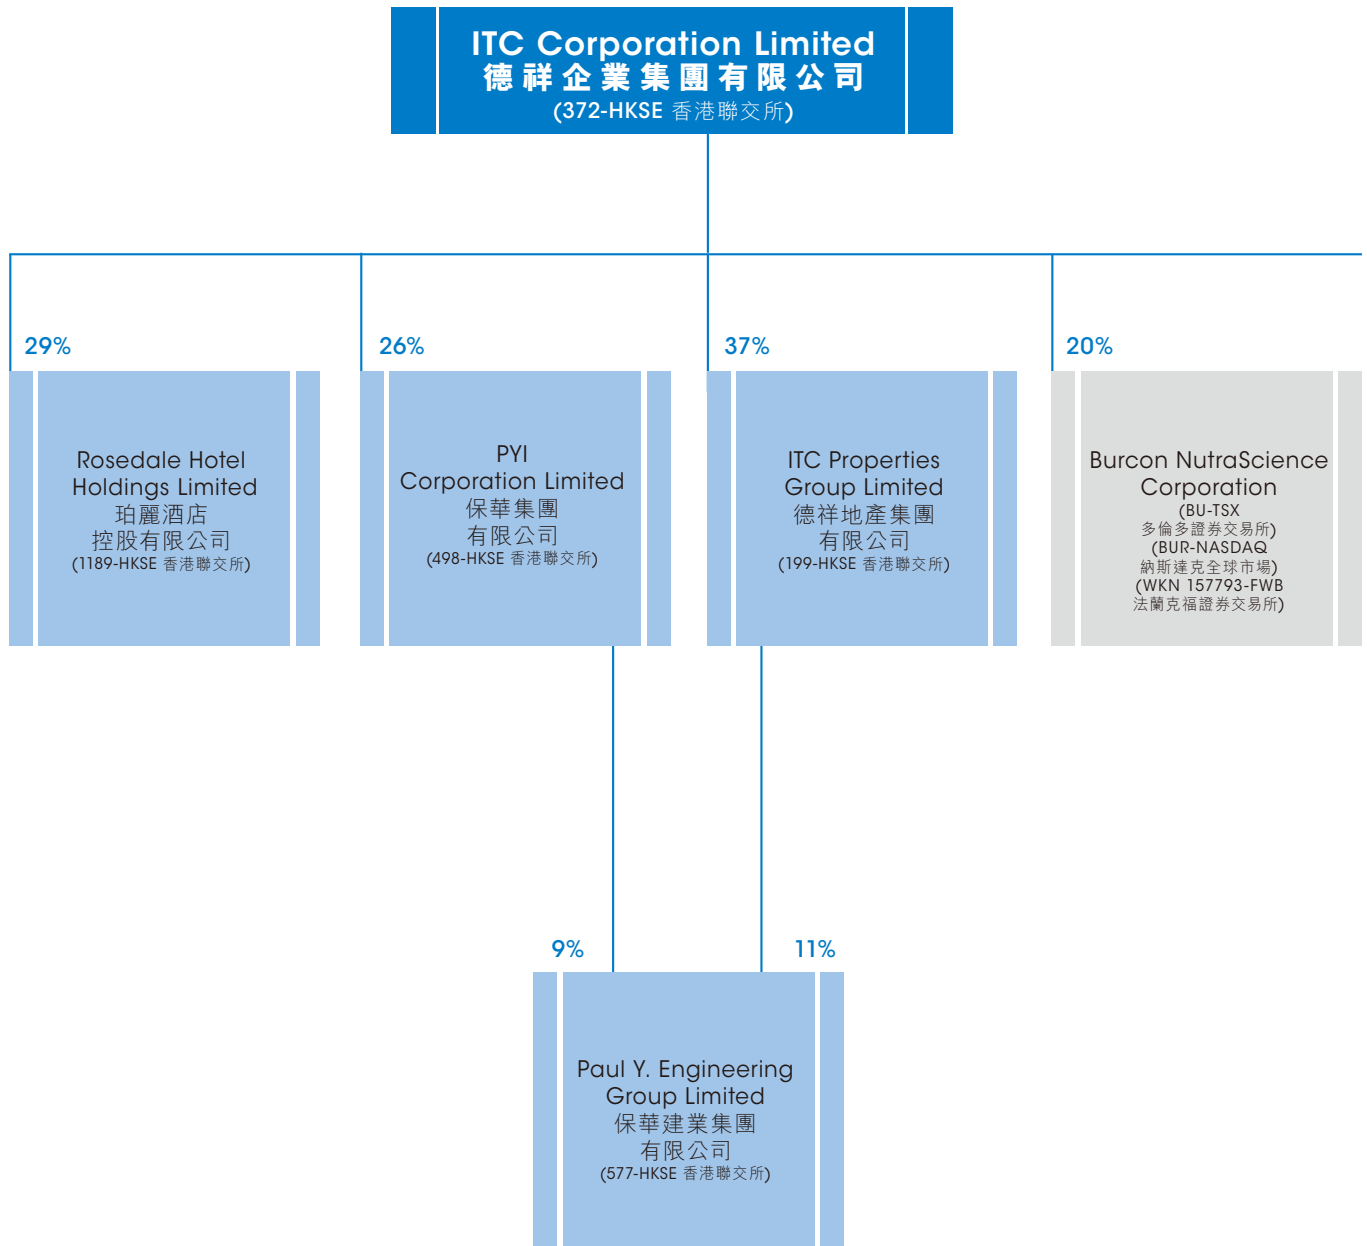 ITC Corporation Limited
德祥企業集團有限公司
(372-HKSE 香港聯交所)
29%
26%
37%
20%
Rosedale Hotel
Holdings Limited
珀麗酒店
控股有限公司
(1189-HKSE 香港聯交所)
PYI
Corporation Limited
保華集團
有限公司
(498-HKSE 香港聯交所)
ITC Properties
Group Limited
德祥地產集團
有限公司
(199-HKSE 香港聯交所)
Burcon NutraScience
Corporation
(BU-TSX
多倫多證券交易所)
(BUR-NASDAQ
納斯達克全球市場)
(WKN 157793-FWB
法蘭克福證券交易所)
9%
11%
Paul Y. Engineering
Group Limited
保華建業集團
有限公司
(577-HKSE 香港聯交所)